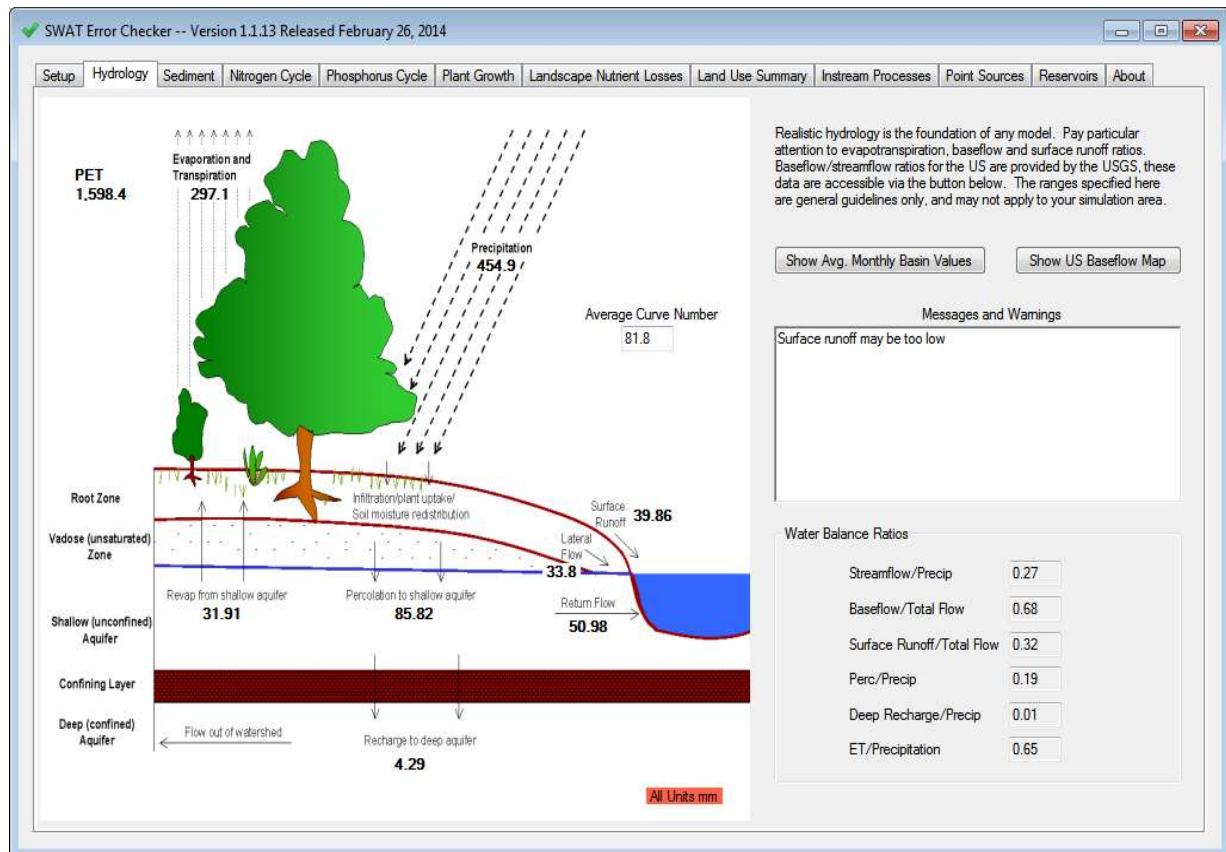 SWAT Error Checker -- Version 1.1.13 Released February 26, 2014
Setup Hydrology Sediment Nitrogen Cycle Phosphorus Cycle Plant Growth Landscape Nutrient Losses Land Use Summary Instream Processes Point Sources Reservoirs About
PET
1,598.4
Evaporation and
Transpiration
297.1
Precipitation
454.9
Average Curve Number
81.8
Root Zone
Infiltration/plant uptake/
Soil moisture redistribution
Surface
Runoff
39.86
Vadose (unsaturated)
Zone
Lateral
Flow
33.8
Revap from shallow aquifer
31.91
Percolation to shallow aquifer
85.82
Return Flow
50.98
Shallow (unconfined)
Aquifer
Confining Layer
Deep (confined)
Aquifer
Flow out of watershed
Recharge to deep aquifer
4.29
All Units mm
Realistic hydrology is the foundation of any model. Pay particular
attention to evapotranspiration, baseflow and surface runoff ratios.
Baseflow/streamflow ratios for the US are provided by the USGS, these
data are accessible via the button below. The ranges specified here
are general guidelines only, and may not apply to your simulation area.
Show Avg. Monthly Basin Values
Show US Baseflow Map
Messages and Warnings
Surface runoff may be too low
Water Balance Ratios
Streamflow/Precip 0.27
Baseflow/Total Flow 0.68
Surface Runoff/Total Flow 0.32
Perc/Precip 0.19
Deep Recharge/Precip 0.01
ET/Precipitation 0.65